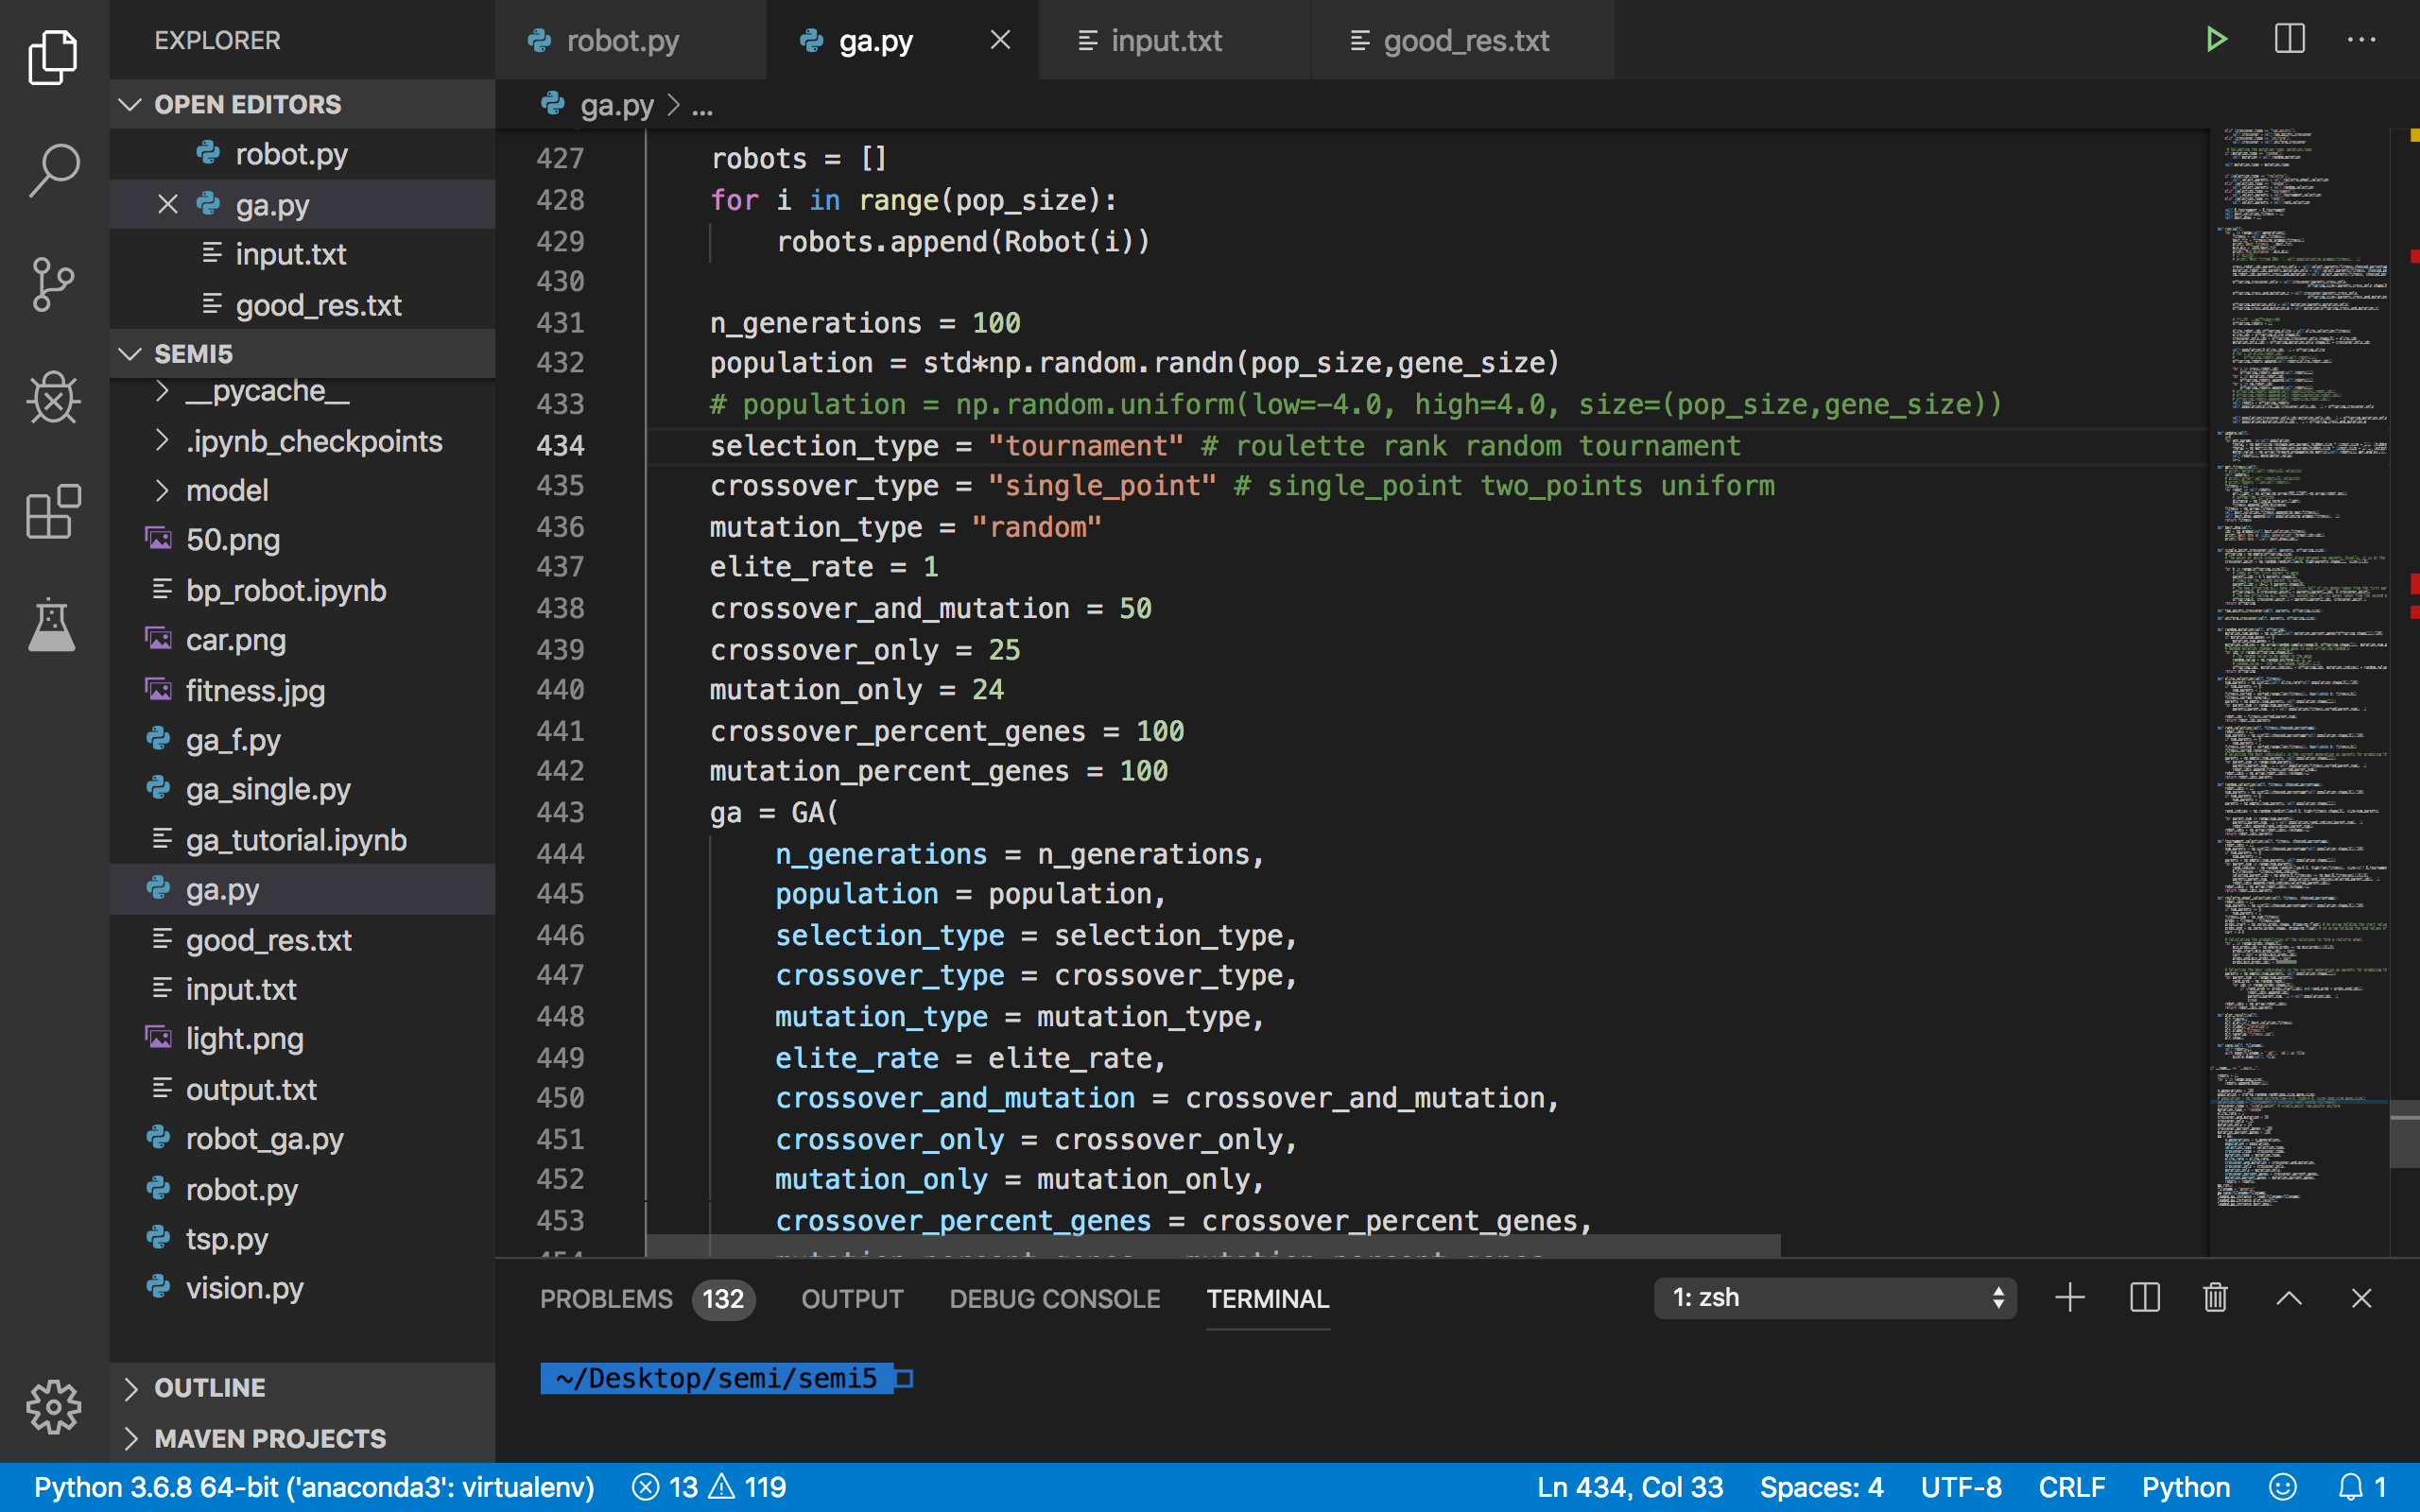 EXPLORER
OPEN EDITORS
robot.py
ga.py
input.txt
good_res.txt
SEMI5
__pycache__
.ipynb_checkpoints
model
50.png
bp_robot.ipynb
car.png
fitness.jpg
ga_f.py
ga_single.py
ga_tutorial.ipynb
ga.py
good_res.txt
input.txt
light.png
output.txt
robot_ga.py
robot.py
tsp.py
vision.py
OUTLINE
MAVEN PROJECTS
robot.py ga.py input.txt good_res.txt
ga.py > ...
427 robots = []
428 for i in range(pop_size):
429 robots.append(Robot(i))
430
431 n_generations = 100
432 population = std*np.random.randn(pop_size,gene_size)
433 # population = np.random.uniform(low=-4.0, high=4.0, size=(pop_size,gene_size))
434 selection_type = "tournament" # roulette rank random tournament
435 crossover_type = "single_point" # single_point two_points uniform
436 mutation_type = "random"
437 elite_rate = 1
438 crossover_and_mutation = 50
439 crossover_only = 25
440 mutation_only = 24
441 crossover_percent_genes = 100
442 mutation_percent_genes = 100
443 ga = GA(
444 n_generations = n_generations,
445 population = population,
446 selection_type = selection_type,
447 crossover_type = crossover_type,
448 mutation_type = mutation_type,
449 elite_rate = elite_rate,
450 crossover_and_mutation = crossover_and_mutation,
451 crossover_only = crossover_only,
452 mutation_only = mutation_only,
453 crossover_percent_genes = crossover_percent_genes,
PROBLEMS 132 OUTPUT DEBUG CONSOLE TERMINAL 1: zsh
~/Desktop/semi/semi5
Python 3.6.8 64-bit ('anaconda3': virtualenv) 13 119 Ln 434, Col 33 Spaces: 4 UTF-8 CRLF Python 1